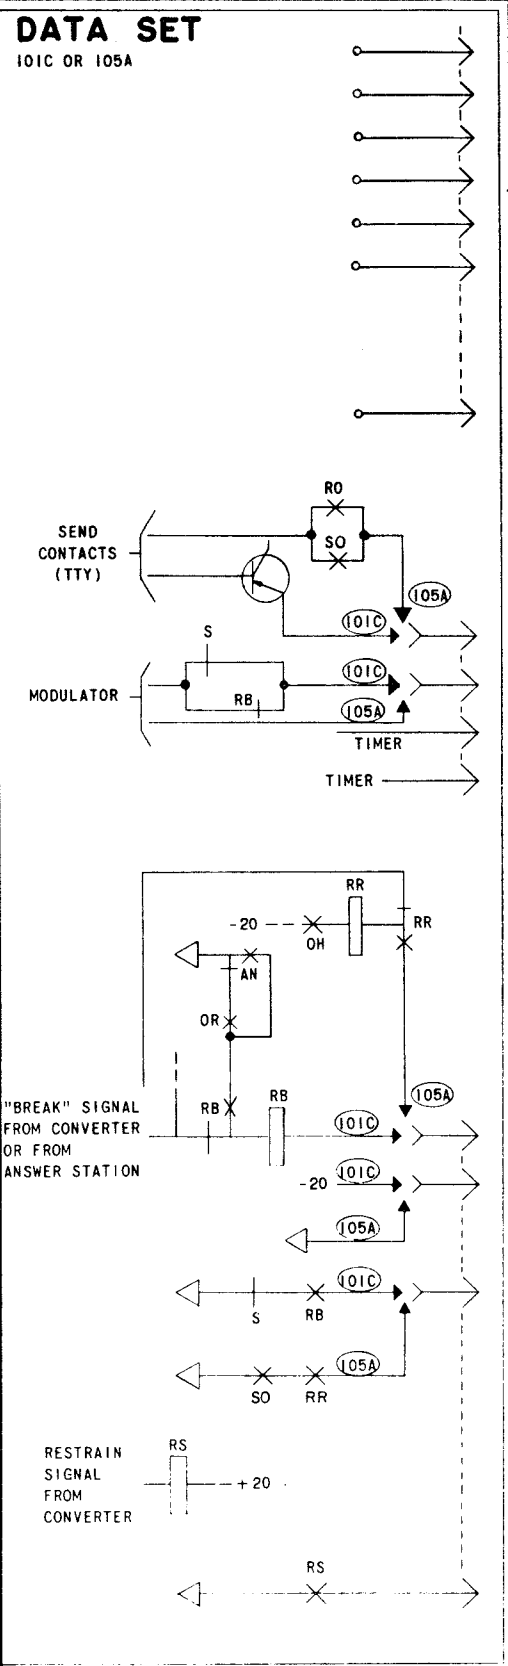 DATA SET
101C OR 105A
RO
SEND
CONTACTS
(TTY)
SO
105A
101C
S
101C
MODULATOR
RB
105A
TIMER
TIMER
RR
-20
OH
RR
AN
OR
105A
"BREAK" SIGNAL
FROM CONVERTER
OR FROM
ANSWER STATION
RB
RB
101C
-20
101C
105A
101C
S
RB
105A
SO
RR
RESTRAIN
SIGNAL
FROM
CONVERTER
RS
+20
RS